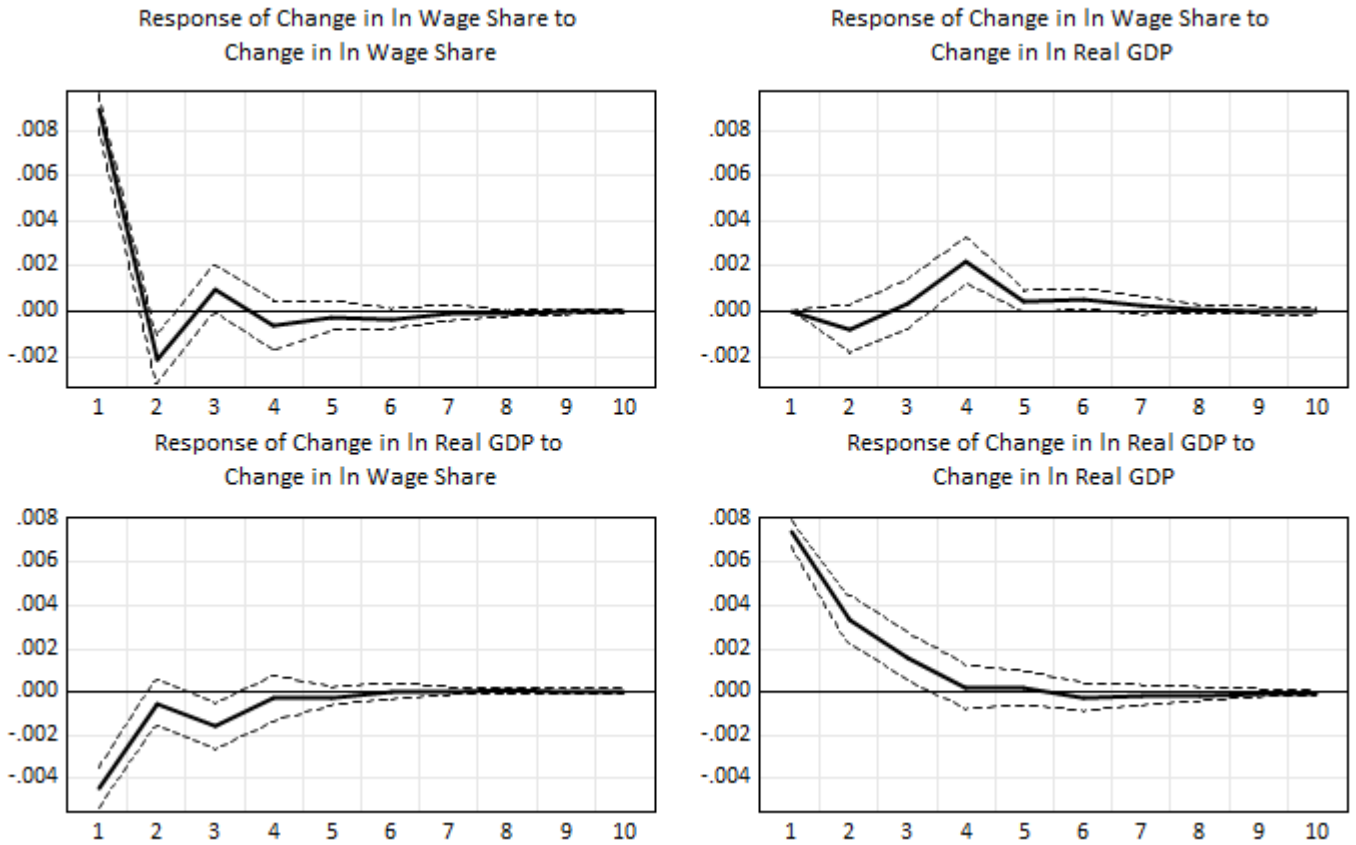 Response of Change in ln Wage Share to
Change in ln Wage Share
.008
.006
.004
.002
.000
-.002
1 2 3 4 5 6 7 8 9 10
Response of Change in ln Wage Share to
Change in ln Real GDP
.008
.006
.004
.002
.000
-.002
1 2 3 4 5 6 7 8 9 10
Response of Change in ln Real GDP to
Change in ln Wage Share
.008
.006
.004
.002
.000
-.002
-.004
1 2 3 4 5 6 7 8 9 10
Response of Change in ln Real GDP to
Change in ln Real GDP
.008
.006
.004
.002
.000
-.002
-.004
1 2 3 4 5 6 7 8 9 10